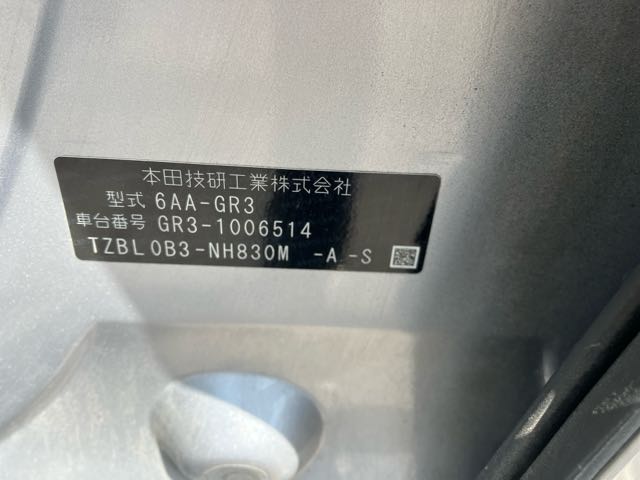 本田技研工業株式会社
型式 6AA-GR3
車台番号 GR3-1006514
TZBL0B3-NH830M -A-S